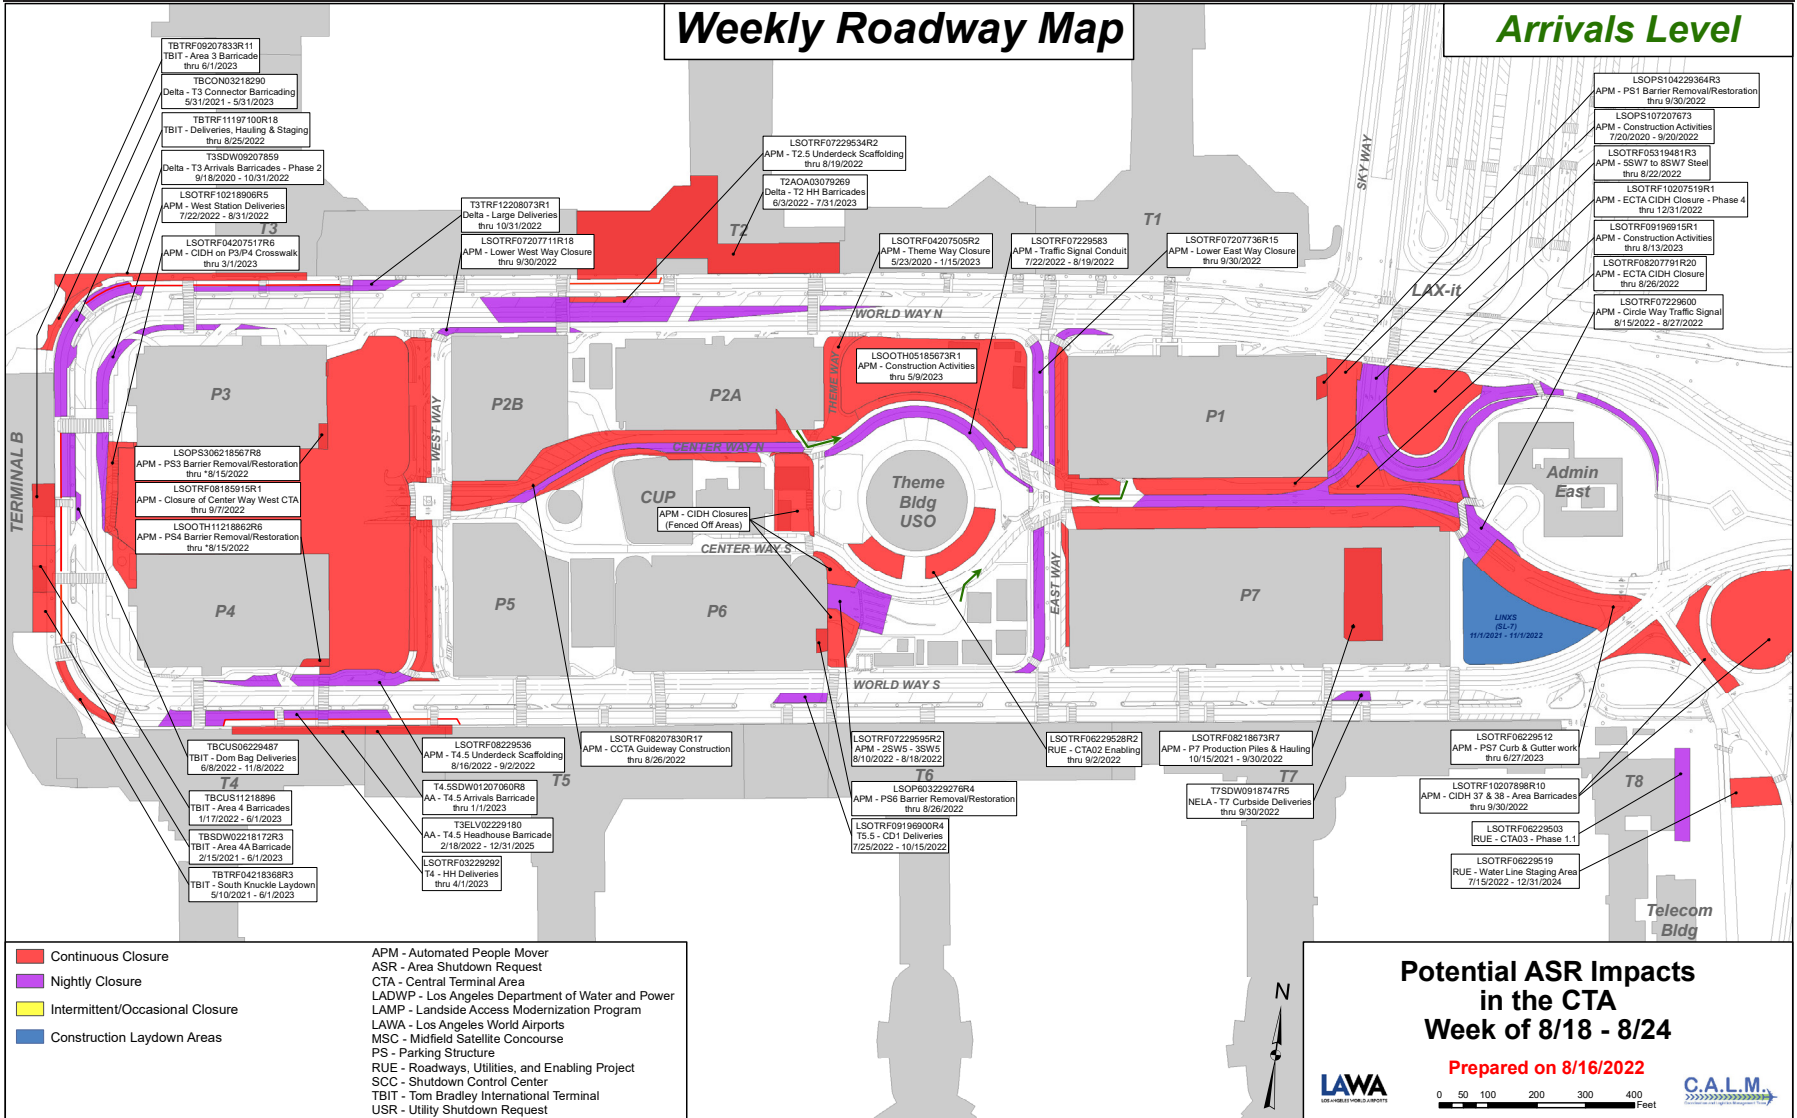 Weekly Roadway Map
Arrivals Level
TBTRF09207833R11
TBIT - Area 3 Barricade
thru 6/1/2023
TBCON03218290
Delta - T3 Connector Barricading
5/31/2021 - 5/31/2023
TBTRF11197100R18
TBIT - Deliveries, Hauling & Staging
thru 8/25/2022
T3SDW09207859
Delta - T3 Arrivals Barricades - Phase 2
9/18/2020 - 10/31/2022
LSOTRF10218906R5
APM - West Station Deliveries
7/22/2022 - 8/31/2022
T3
LSOTRF04207517R6
APM - CIDH on P3/P4 Crosswalk
thru 3/1/2023
T3TRF12208073R1
Delta - Large Deliveries
thru 10/31/2022
LSOTRF07207711R18
APM - Lower West Way Closure
thru 9/30/2022
LSOTRF07229534R2
APM - T2.5 Underdeck Scaffolding
thru 8/19/2022
T2AOA03079269
Delta - T2 HH Barricades
6/3/2022 - 7/31/2023
T2
LSOTRF04207505R2
APM - Theme Way Closure
5/23/2020 - 1/15/2023
LSOTRF07229583
APM - Traffic Signal Conduit
7/22/2022 - 8/19/2022
T1
LSOTRF07207736R15
APM - Lower East Way Closure
thru 9/30/2022
SKY WAY
LAX-it
LSOPS104229364R3
APM - PS1 Barrier Removal/Restoration
thru 9/30/2022
LSOPS107207673
APM - Construction Activities
7/20/2020 - 9/20/2022
LSOTRF05319481R3
APM - 5SW7 to 8SW7 Steel
thru 8/22/2022
LSOTRF10207519R1
APM - ECTA CIDH Closure - Phase 4
thru 12/31/2022
LSOTRF09196915R1
APM - Construction Activities
thru 8/13/2023
LSOTRF08207791R20
APM - ECTA CIDH Closure
thru 8/26/2022
LSOTRF07229600
APM - Circle Way Traffic Signal
8/15/2022 - 8/27/2022
WORLD WAY N
LSOOTH05185673R1
APM - Construction Activities
thru 5/9/2023
THEME WAY
P3
P2B
P2A
P1
WEST WAY
CENTER WAY N
TERMINAL B
LSOPS306218567R8
APM - PS3 Barrier Removal/Restoration
thru *8/15/2022
LSOTRF08185915R1
APM - Closure of Center Way West CTA
thru 9/7/2022
LSOOTH11218862R6
APM - PS4 Barrier Removal/Restoration
thru *8/15/2022
CUP
APM - CIDH Closures
(Fenced Off Areas)
CENTER WAY S
Theme
Bldg
USO
Admin
East
EAST WAY
P4
P5
P6
P7
LINXS
(SL-7)
11/1/2021 - 11/1/2022
WORLD WAY S
TBCUS06229487
TBIT - Dom Bag Deliveries
6/8/2022 - 11/8/2022
T4
TBCUS11218896
TBIT - Area 4 Barricades
1/17/2022 - 6/1/2023
TBSDW02218172R3
TBIT - Area 4A Barricade
2/15/2021 - 6/1/2023
TBTRF04218368R3
TBIT - South Knuckle Laydown
5/10/2021 - 6/1/2023
LSOTRF08229536
APM - T4.5 Underdeck Scaffolding
8/16/2022 - 9/2/2022
T4.5SDW01207060R8
AA - T4.5 Arrivals Barricade
thru 1/1/2023
T3ELV02229180
AA - T4.5 Headhouse Barricade
2/18/2022 - 12/31/2025
LSOTRF03229292
T4 - HH Deliveries
thru 4/1/2023
T5
LSOTRF08207830R17
APM - CCTA Guideway Construction
thru 8/26/2022
LSOTRF07229595R2
APM - 2SW5 - 3SW5
8/10/2022 - 8/18/2022
T6
LSOP603229276R4
APM - PS6 Barrier Removal/Restoration
thru 8/26/2022
LSOTRF09196900R4
T5.5 - CD1 Deliveries
7/25/2022 - 10/15/2022
LSOTRF06229528R2
RUE - CTA02 Enabling
thru 9/2/2022
LSOTRF08218673R7
APM - P7 Production Piles & Hauling
10/15/2021 - 9/30/2022
T7
T7SDW0918747R5
NELA - T7 Curbside Deliveries
thru 9/30/2022
LSOTRF06229512
APM - PS7 Curb & Gutter work
thru 6/27/2023
LSOTRF10207898R10
APM - CIDH 37 & 38 - Area Barricades
thru 9/30/2022
T8
LSOTRF06229503
RUE - CTA03 - Phase 1.1
LSOTRF06229519
RUE - Water Line Staging Area
7/15/2022 - 12/31/2024
Telecom
Bldg
Continuous Closure
Nightly Closure
Intermittent/Occasional Closure
Construction Laydown Areas
APM - Automated People Mover
ASR - Area Shutdown Request
CTA - Central Terminal Area
LADWP - Los Angeles Department of Water and Power
LAMP - Landside Access Modernization Program
LAWA - Los Angeles World Airports
MSC - Midfield Satellite Concourse
PS - Parking Structure
RUE - Roadways, Utilities, and Enabling Project
SCC - Shutdown Control Center
TBIT - Tom Bradley International Terminal
USR - Utility Shutdown Request
N
Potential ASR Impacts
in the CTA
Week of 8/18 - 8/24
Prepared on 8/16/2022
LAWA
LOS ANGELES WORLD AIRPORTS
0 50 100 200 300 400
Feet
C.A.L.M.